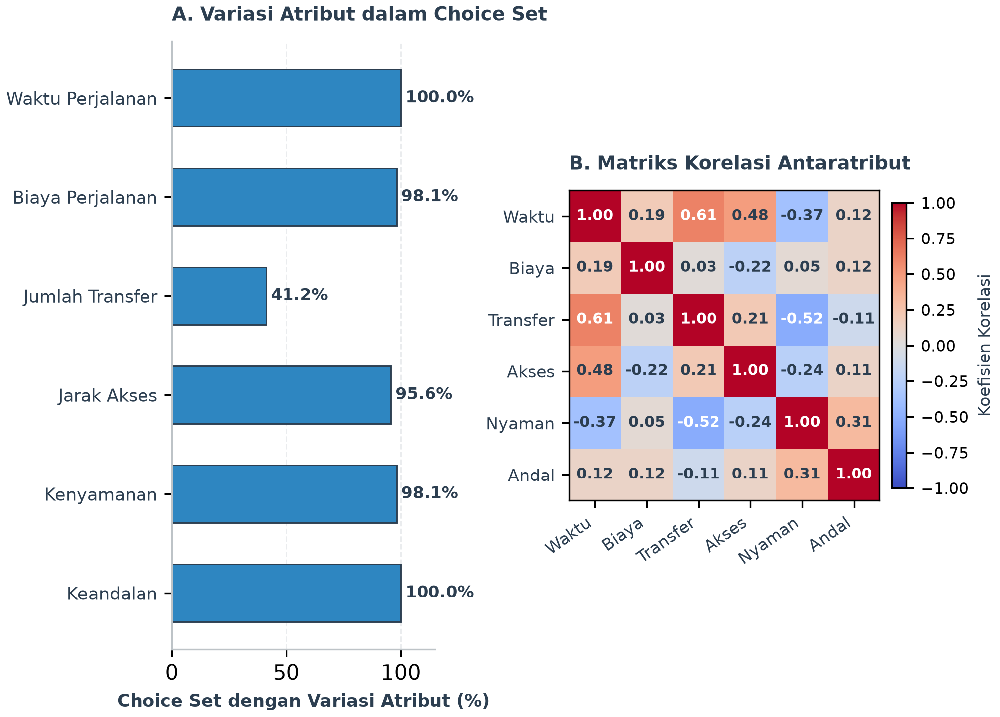 A. Variasi Atribut dalam Choice Set
Waktu Perjalanan
100.0%
Biaya Perjalanan
98.1%
Jumlah Transfer
41.2%
Jarak Akses
95.6%
Kenyamanan
98.1%
Keandalan
100.0%
0 50 100
Choice Set dengan Variasi Atribut (%)
B. Matriks Korelasi Antaratribut
Waktu 1.00 0.19 0.61 0.48 -0.37 0.12
Biaya 0.19 1.00 0.03 -0.22 0.05 0.12
Transfer 0.61 0.03 1.00 0.21 -0.52 -0.11
Akses 0.48 -0.22 0.21 1.00 -0.24 0.11
Nyaman -0.37 0.05 -0.52 -0.24 1.00 0.31
Andal 0.12 0.12 -0.11 0.11 0.31 1.00
Waktu Biaya Transfer Akses Nyaman Andal
1.00
0.75
0.50
0.25
0.00
−0.25
−0.50
−0.75
−1.00
Koefisien Korelasi